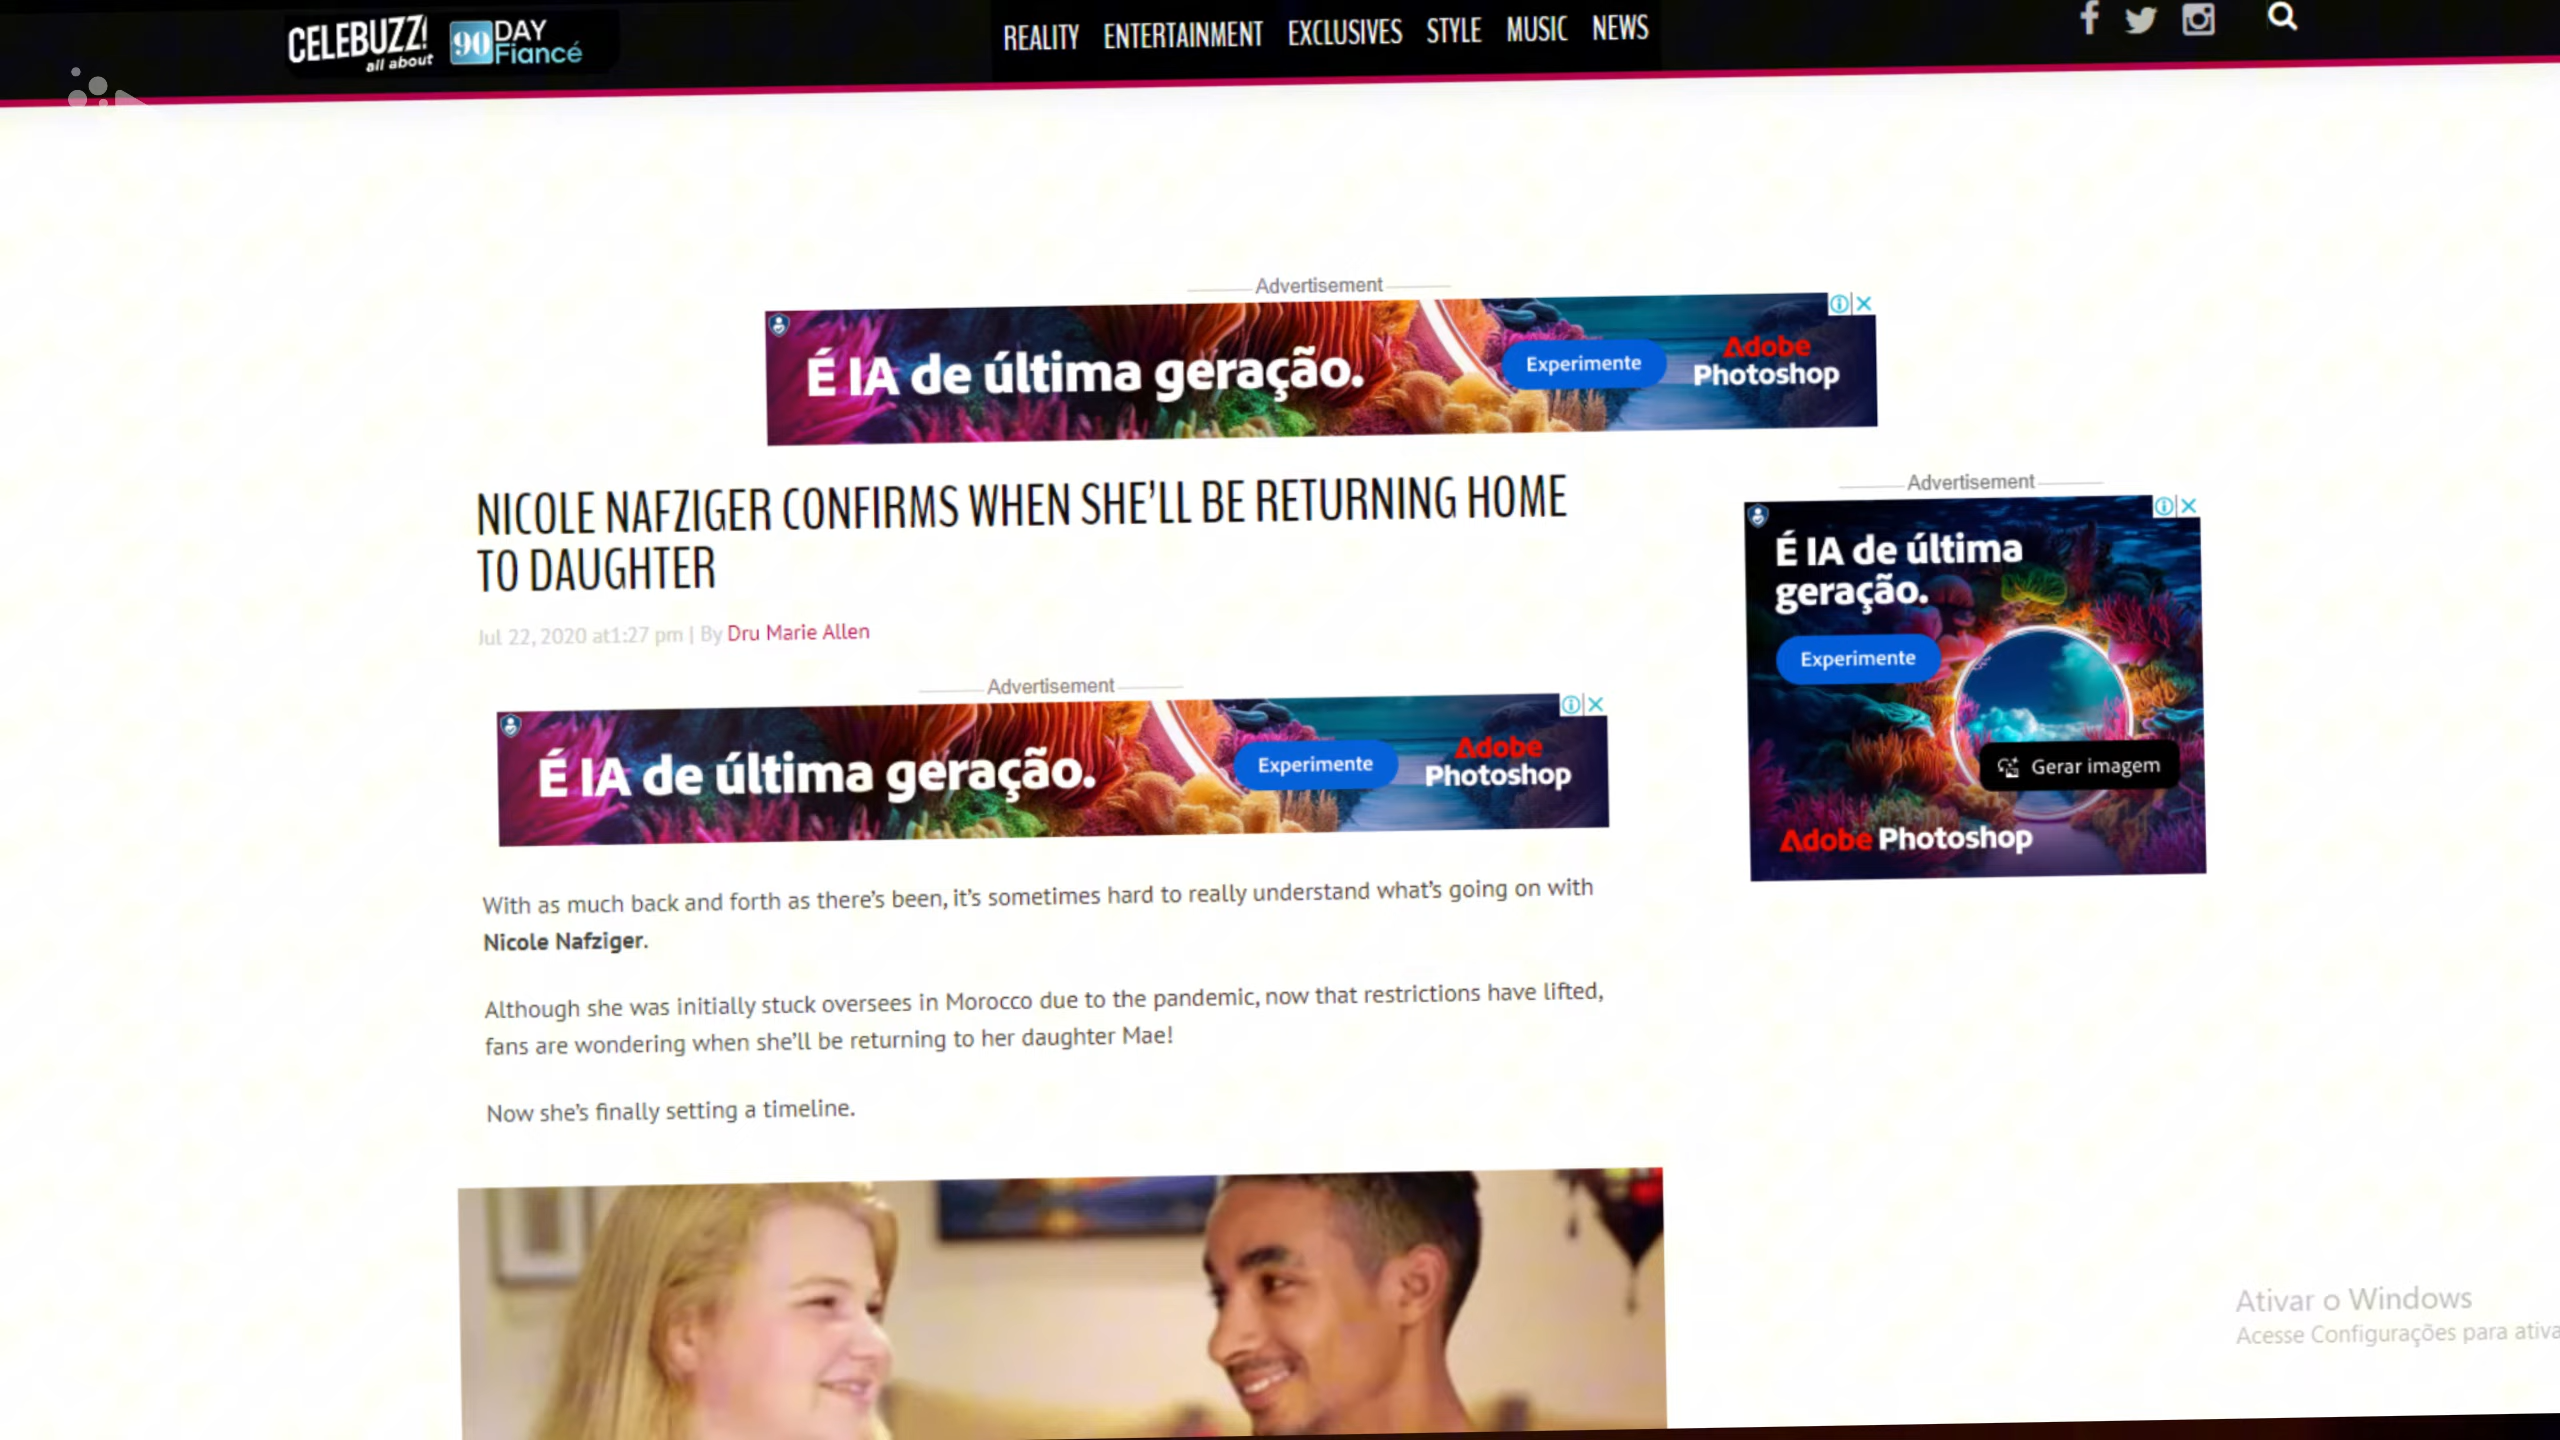 CELEBUZZ!
all about
90 DAY Fiancé
REALITY ENTERTAINMENT EXCLUSIVES STYLE MUSIC NEWS
Advertisement
É IA de última geração.
Experimente
Adobe
Photoshop
NICOLE NAFZIGER CONFIRMS WHEN SHE’LL BE RETURNING HOME
TO DAUGHTER
Jul 22, 2020 at1:27 pm | By Dru Marie Allen
Advertisement
É IA de última geração.
Experimente
Adobe
Photoshop
With as much back and forth as there’s been, it’s sometimes hard to really understand what’s going on with
Nicole Nafziger.
Although she was initially stuck oversees in Morocco due to the pandemic, now that restrictions have lifted,
fans are wondering when she’ll be returning to her daughter Mae!
Now she’s finally setting a timeline.
Advertisement
É IA de última
geração.
Experimente
Gerar imagem
Adobe Photoshop
Ativar o Windows
Acesse Configurações para ativa